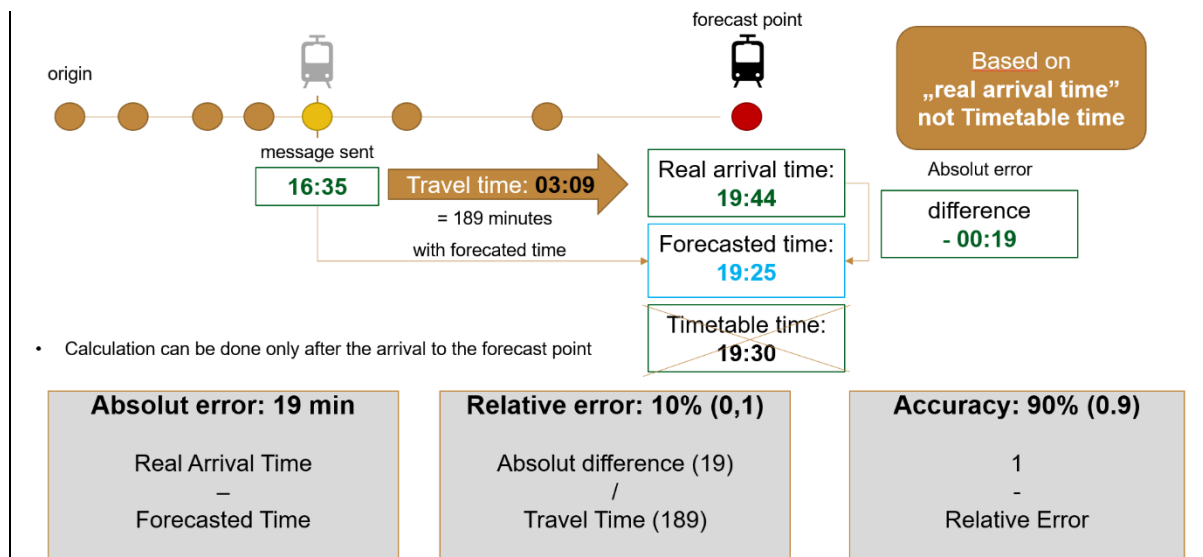 forecast point
origin
Based on
„real arrival time”
not Timetable time
message sent
16:35
Travel time: 03:09
= 189 minutes
with forecated time
Real arrival time:
19:44
Forecasted time:
19:25
Timetable time:
19:30
Absolut error
difference
- 00:19
• Calculation can be done only after the arrival to the forecast point
Absolut error: 19 min
Real Arrival Time
–
Forecasted Time
Relative error: 10% (0,1)
Absolut difference (19)
/
Travel Time (189)
Accuracy: 90% (0.9)
1
-
Relative Error